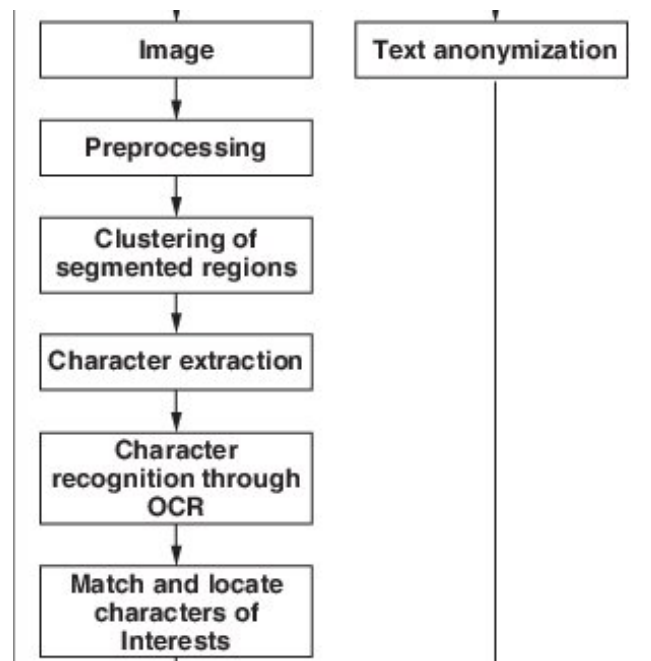 Image
Text anonymization
Preprocessing
Clustering of
segmented regions
Character extraction
Character
recognition through
OCR
Match and locate
characters of
Interests